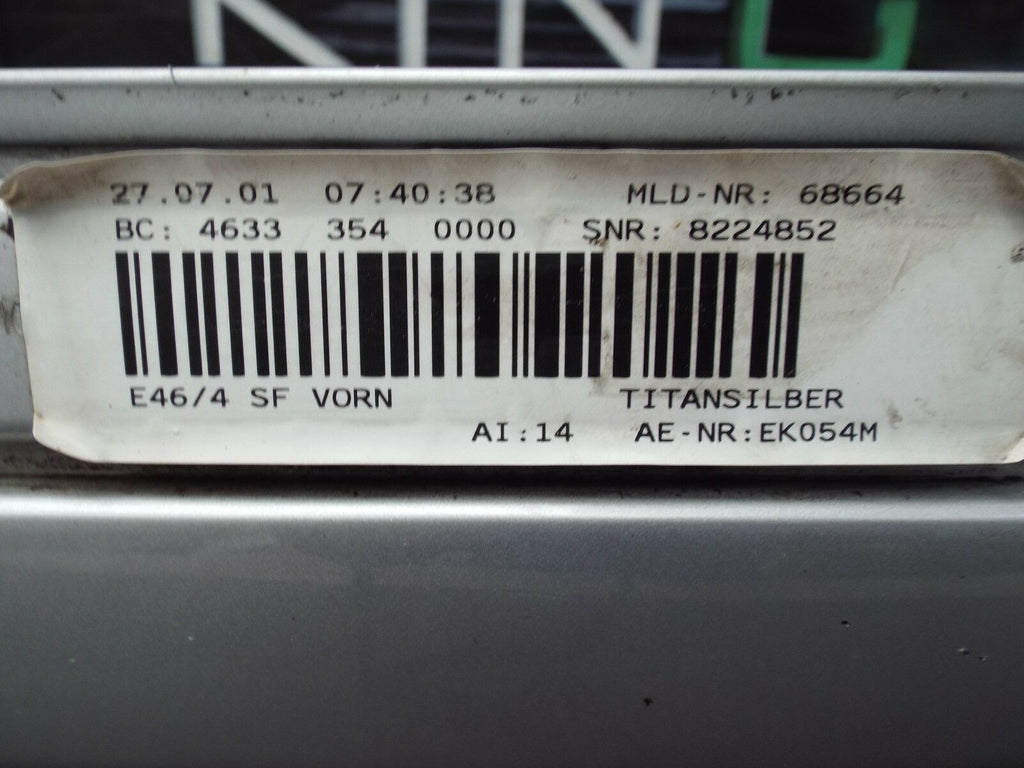 NING
27.07.01 07:40:38 MLD-NR: 68664
BC: 4633 354 0000 SNR: 8224852
E46/4 SF VORN TITANSILBER
AI:14 AE-NR:EK054M